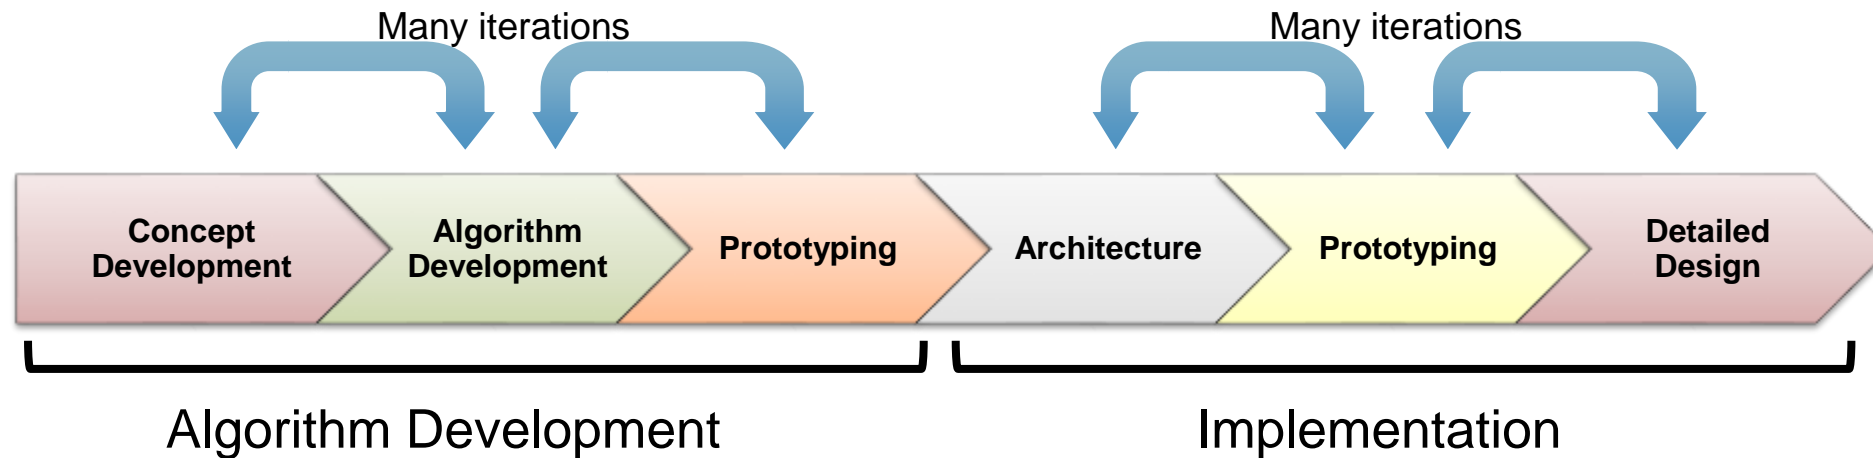 Many iterations
Many iterations
Concept
Development
Algorithm
Development
Prototyping
Architecture
Prototyping
Detailed
Design
Algorithm Development
Implementation